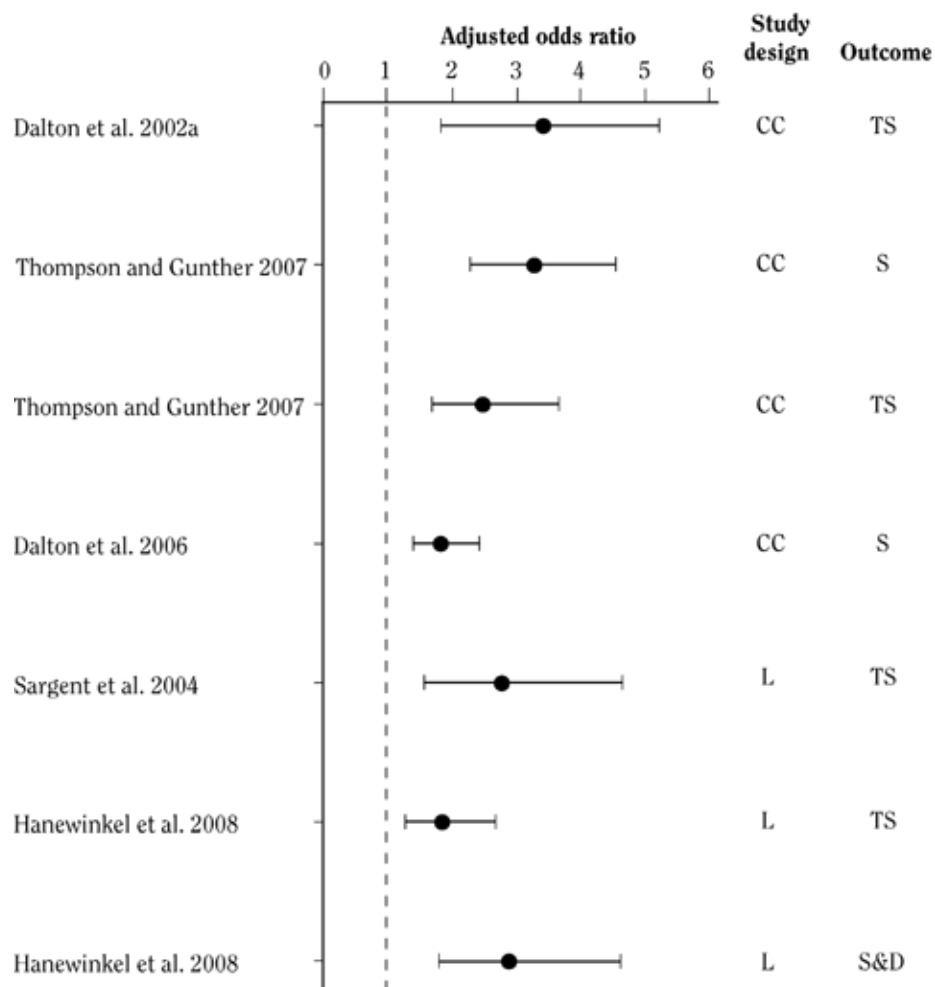 Adjusted odds ratio
Study
design
Outcome
0 1 2 3 4 5 6
Dalton et al. 2002a CC TS
Thompson and Gunther 2007 CC S
Thompson and Gunther 2007 CC TS
Dalton et al. 2006 CC S
Sargent et al. 2004 L TS
Hanewinkel et al. 2008 L TS
Hanewinkel et al. 2008 L S&D